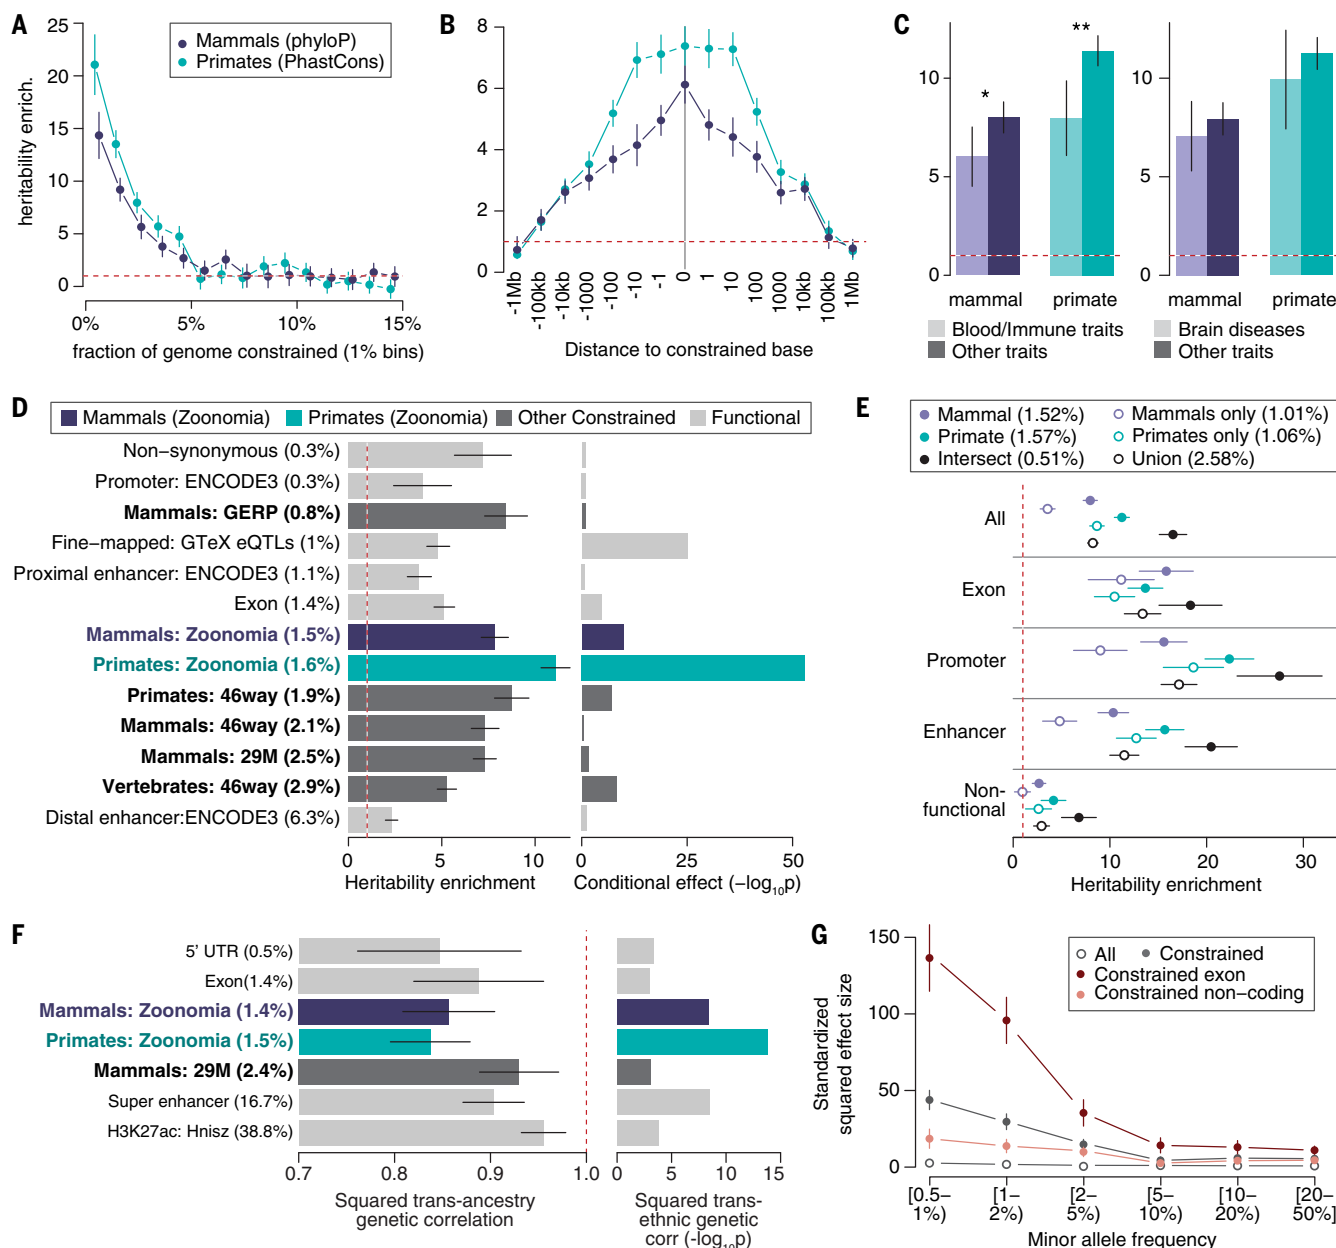 A
25
20
15
10
5
0
heritability enrich.
Mammals (phyloP)
Primates (PhastCons)
0%
5%
10%
15%
fraction of genome constrained (1% bins)
B
8
6
4
2
0
-1Mb
-100kb
-10kb
-1000
-100
-10
-1
0
1
10
100
1000
10kb
100kb
1Mb
Distance to constrained base
C
10
5
0
*
**
mammal
primate
Blood/Immune traits
Other traits
10
5
0
mammal
primate
Brain diseases
Other traits
D
Mammals (Zoonomia)
Primates (Zoonomia)
Other Constrained
Functional
Non−synonymous (0.3%)
Promoter: ENCODE3 (0.3%)
Mammals: GERP (0.8%)
Fine−mapped: GTeX eQTLs (1%)
Proximal enhancer: ENCODE3 (1.1%)
Exon (1.4%)
Mammals: Zoonomia (1.5%)
Primates: Zoonomia (1.6%)
Primates: 46way (1.9%)
Mammals: 46way (2.1%)
Mammals: 29M (2.5%)
Vertebrates: 46way (2.9%)
Distal enhancer:ENCODE3 (6.3%)
0
5
10
Heritability enrichment
0
25
50
Conditional effect (−log₁₀p)
E
Mammal (1.52%)
Mammals only (1.01%)
Primate (1.57%)
Primates only (1.06%)
Intersect (0.51%)
Union (2.58%)
All
Exon
Promoter
Enhancer
Non-
functional
0
10
20
30
Heritability enrichment
F
5' UTR (0.5%)
Exon(1.4%)
Mammals: Zoonomia (1.4%)
Primates: Zoonomia (1.5%)
Mammals: 29M (2.4%)
Super enhancer (16.7%)
H3K27ac: Hnisz (38.8%)
0.7
0.8
0.9
1.0
Squared trans-ancestry
genetic correlation
0
5
10
15
Squared trans-
ethnic genetic
corr (-log₁₀p)
G
150
100
50
0
Standardized
squared effect size
All
Constrained
Constrained exon
Constrained non−coding
[0.5−
1%)
[1−
2%)
[2−
5%)
[5−
10%)
[10−
20%)
[20−
50%]
Minor allele frequency